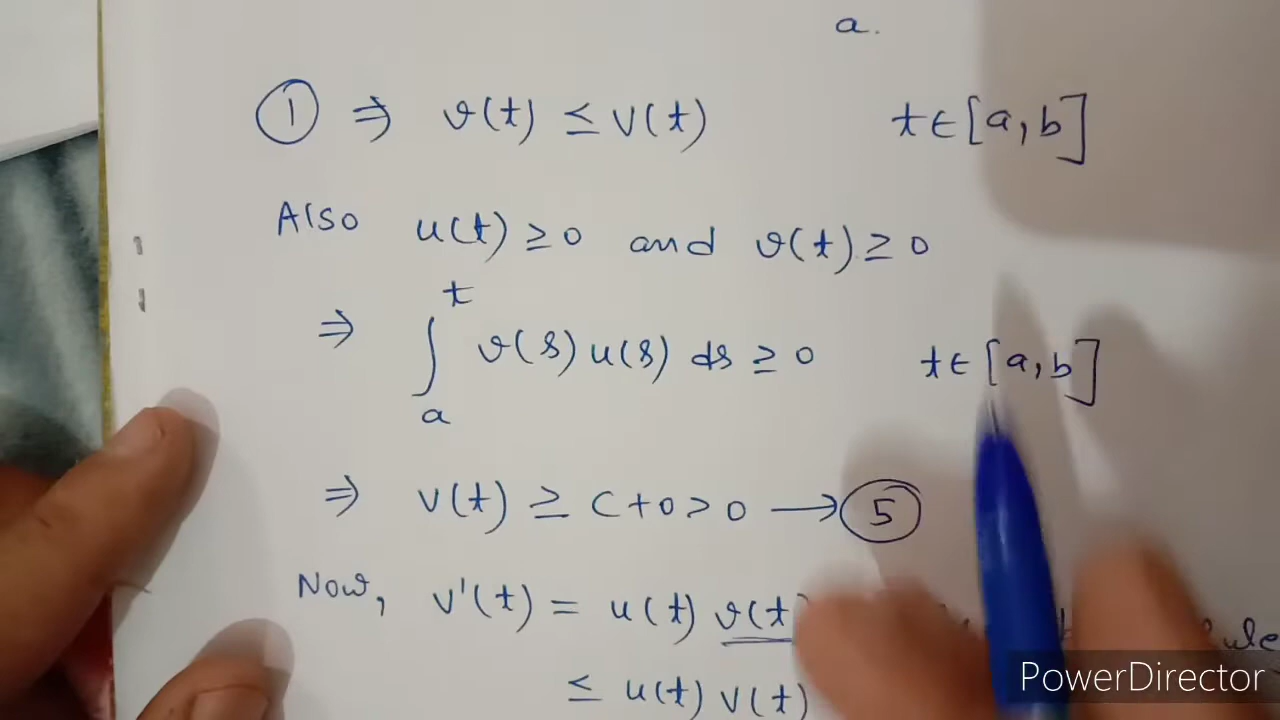 a.
① ⇒ v(t) ≤ V(t) t∈[a,b]
Also u(t) ≥ 0 and v(t) ≥ 0
⇒ ∫ₐᵗ v(s) u(s) ds ≥ 0 t∈[a,b]
⇒ V(t) ≥ C+0 > 0 → ⑤
Now, V'(t) = u(t) v(t)
≤ u(t) V(t)
PowerDirector